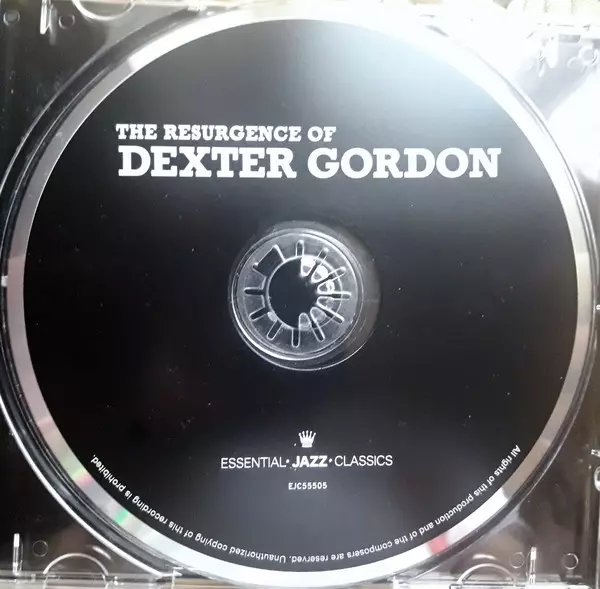 THE RESURGENCE OF
DEXTER GORDON
ESSENTIAL • JAZZ • CLASSICS
EJC55505
All rights of this production and of the composers are reserved. Unauthorized copying of this recording is prohibited.